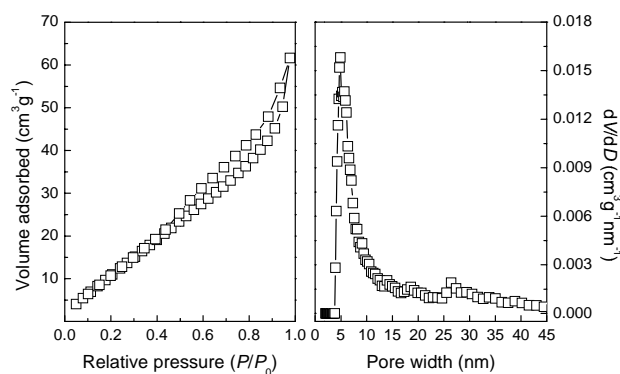 70
60
50
40
30
20
10
0.0 0.2 0.4 0.6 0.8 1.0
Volume adsorbed (cm³g⁻¹)
Relative pressure (P/P₀)
0 5 10 15 20 25 30 35 40 45
Pore width (nm)
0.018
0.015
0.012
0.009
0.006
0.003
0.000
dV/dD (cm³g⁻¹nm⁻¹)